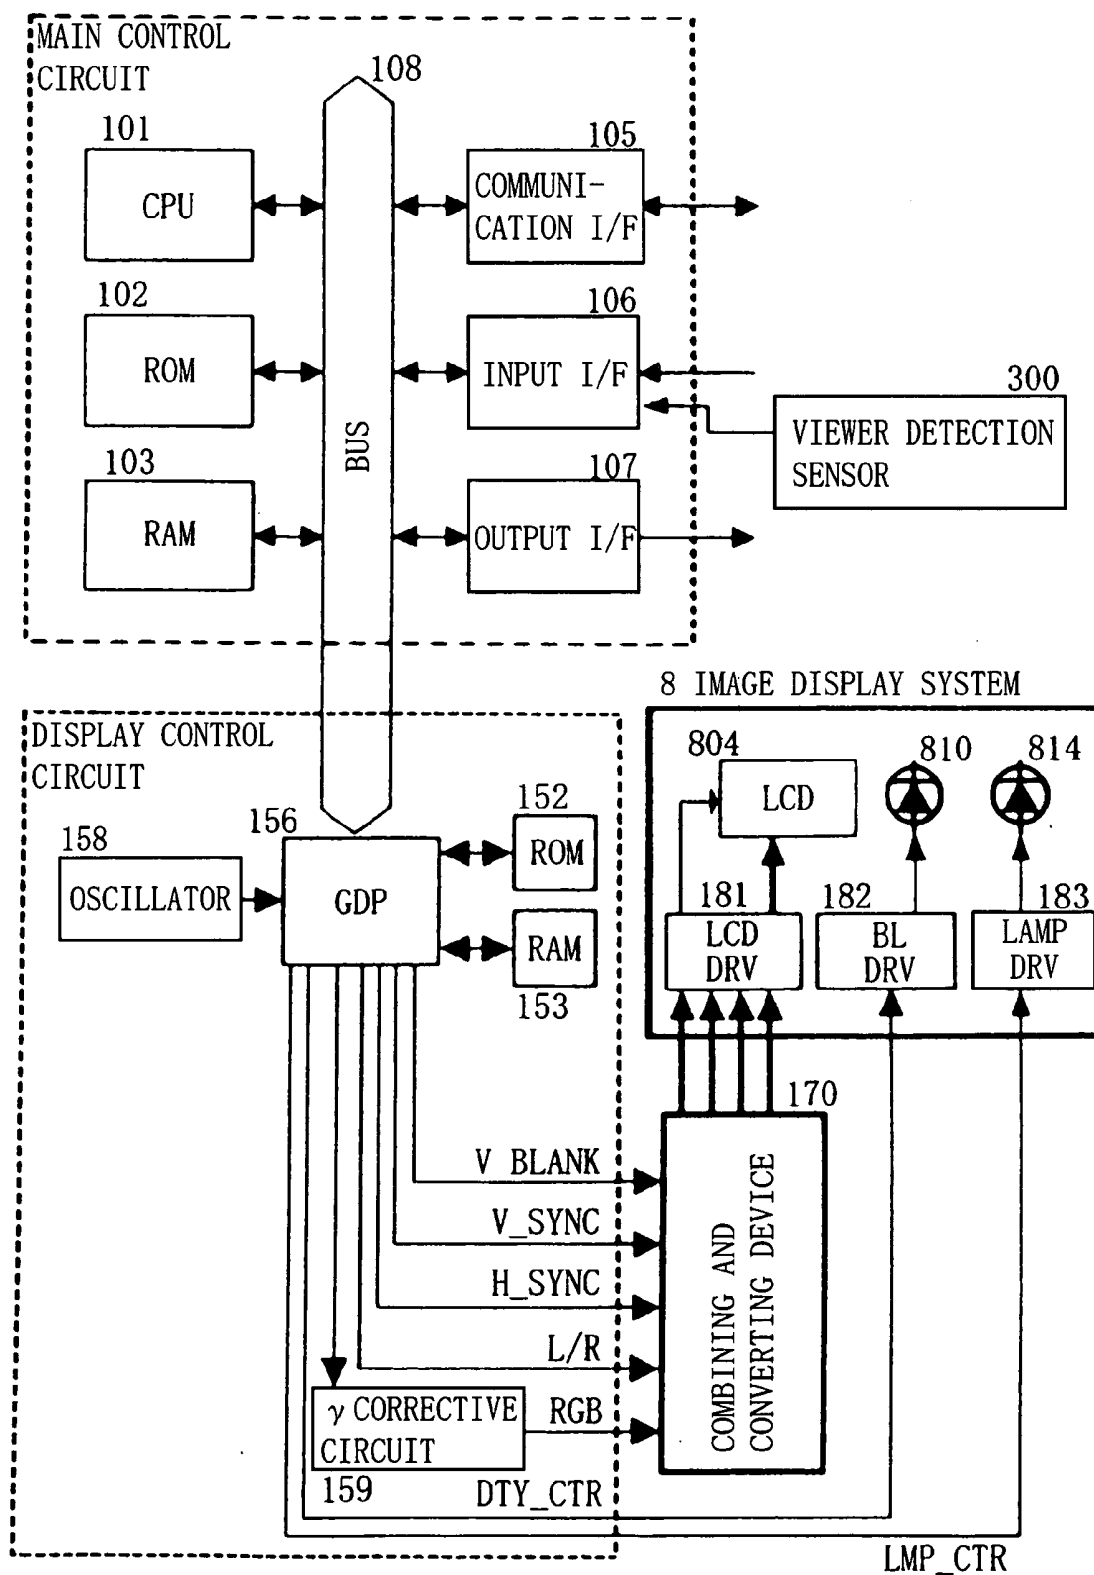 MAIN CONTROL
CIRCUIT
108
101
CPU
105
COMMUNI-
CATION I/F
102
ROM
106
INPUT I/F
300
VIEWER DETECTION
SENSOR
103
RAM
BUS
107
OUTPUT I/F
8 IMAGE DISPLAY SYSTEM
DISPLAY CONTROL
CIRCUIT
804
LCD
810
814
158
OSCILLATOR
156
GDP
152
ROM
RAM
153
181
LCD
DRV
182
BL
DRV
183
LAMP
DRV
170
COMBINING AND
CONVERTING DEVICE
V_BLANK
V_SYNC
H_SYNC
L/R
γ CORRECTIVE
CIRCUIT
159
RGB
DTY_CTR
LMP_CTR